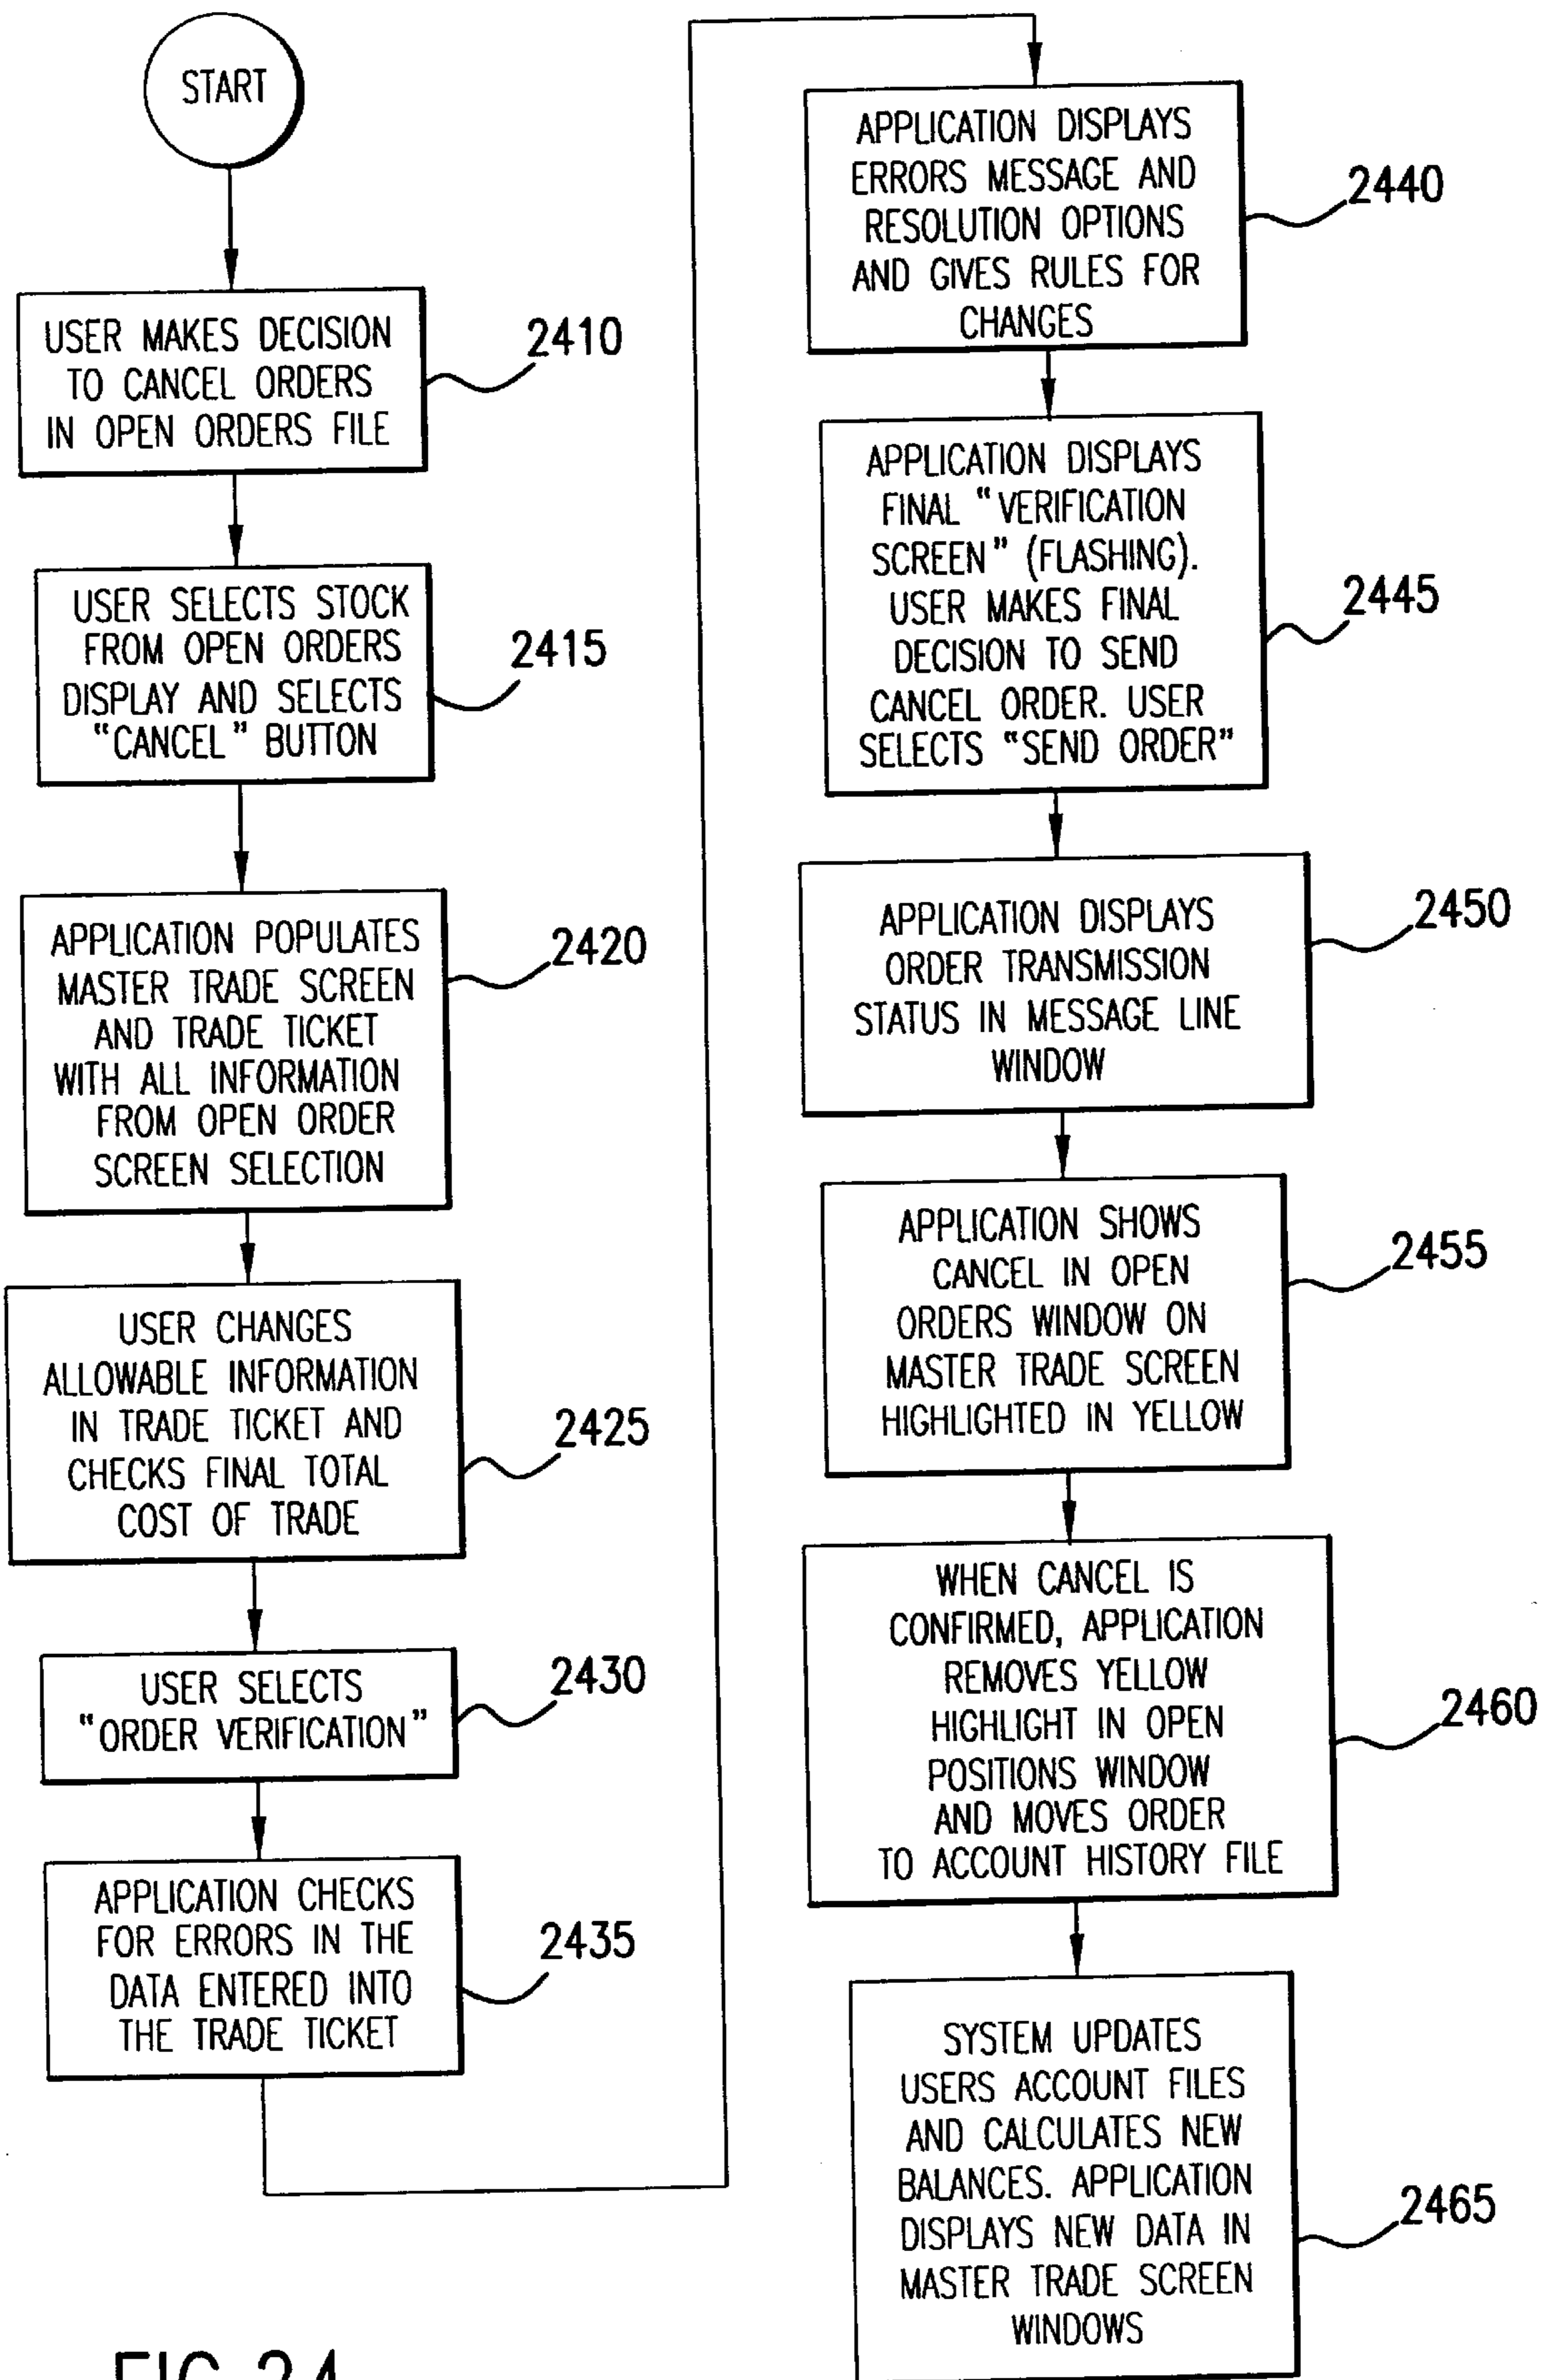 START
USER MAKES DECISION
TO CANCEL ORDERS
IN OPEN ORDERS FILE
2410
USER SELECTS STOCK
FROM OPEN ORDERS
DISPLAY AND SELECTS
"CANCEL" BUTTON
2415
APPLICATION POPULATES
MASTER TRADE SCREEN
AND TRADE TICKET
WITH ALL INFORMATION
FROM OPEN ORDER
SCREEN SELECTION
2420
USER CHANGES
ALLOWABLE INFORMATION
IN TRADE TICKET AND
CHECKS FINAL TOTAL
COST OF TRADE
2425
USER SELECTS
"ORDER VERIFICATION"
2430
APPLICATION CHECKS
FOR ERRORS IN THE
DATA ENTERED INTO
THE TRADE TICKET
2435
APPLICATION DISPLAYS
ERRORS MESSAGE AND
RESOLUTION OPTIONS
AND GIVES RULES FOR
CHANGES
2440
APPLICATION DISPLAYS
FINAL "VERIFICATION
SCREEN" (FLASHING).
USER MAKES FINAL
DECISION TO SEND
CANCEL ORDER. USER
SELECTS "SEND ORDER"
2445
APPLICATION DISPLAYS
ORDER TRANSMISSION
STATUS IN MESSAGE LINE
WINDOW
2450
APPLICATION SHOWS
CANCEL IN OPEN
ORDERS WINDOW ON
MASTER TRADE SCREEN
HIGHLIGHTED IN YELLOW
2455
WHEN CANCEL IS
CONFIRMED, APPLICATION
REMOVES YELLOW
HIGHLIGHT IN OPEN
POSITIONS WINDOW
AND MOVES ORDER
TO ACCOUNT HISTORY FILE
2460
SYSTEM UPDATES
USERS ACCOUNT FILES
AND CALCULATES NEW
BALANCES. APPLICATION
DISPLAYS NEW DATA IN
MASTER TRADE SCREEN
WINDOWS
2465
FIG. 24